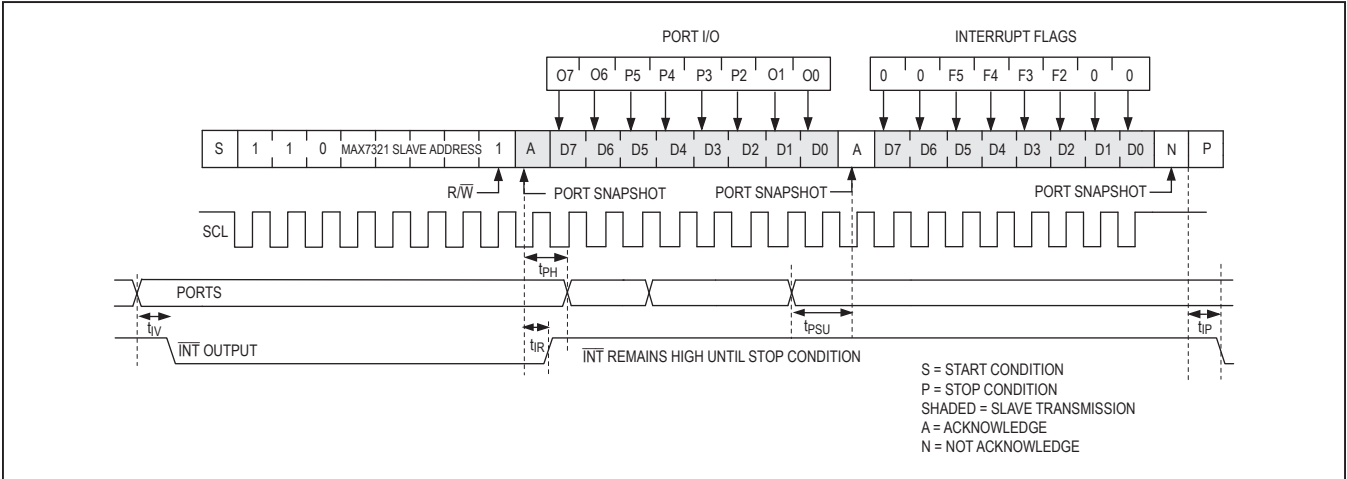 PORT I/O INTERRUPT FLAGS
O7 O6 P5 P4 P3 P2 O1 O0 0 0 F5 F4 F3 F2 0 0
S 1 1 0 MAX7321 SLAVE ADDRESS 1 A D7 D6 D5 D4 D3 D2 D1 D0 A D7 D6 D5 D4 D3 D2 D1 D0 N P
R/W̅ PORT SNAPSHOT PORT SNAPSHOT PORT SNAPSHOT
SCL
tPH
PORTS
tIV tIR tPSU tIP
I̅N̅T̅ OUTPUT I̅N̅T̅ REMAINS HIGH UNTIL STOP CONDITION
S = START CONDITION
P = STOP CONDITION
SHADED = SLAVE TRANSMISSION
A = ACKNOWLEDGE
N = NOT ACKNOWLEDGE